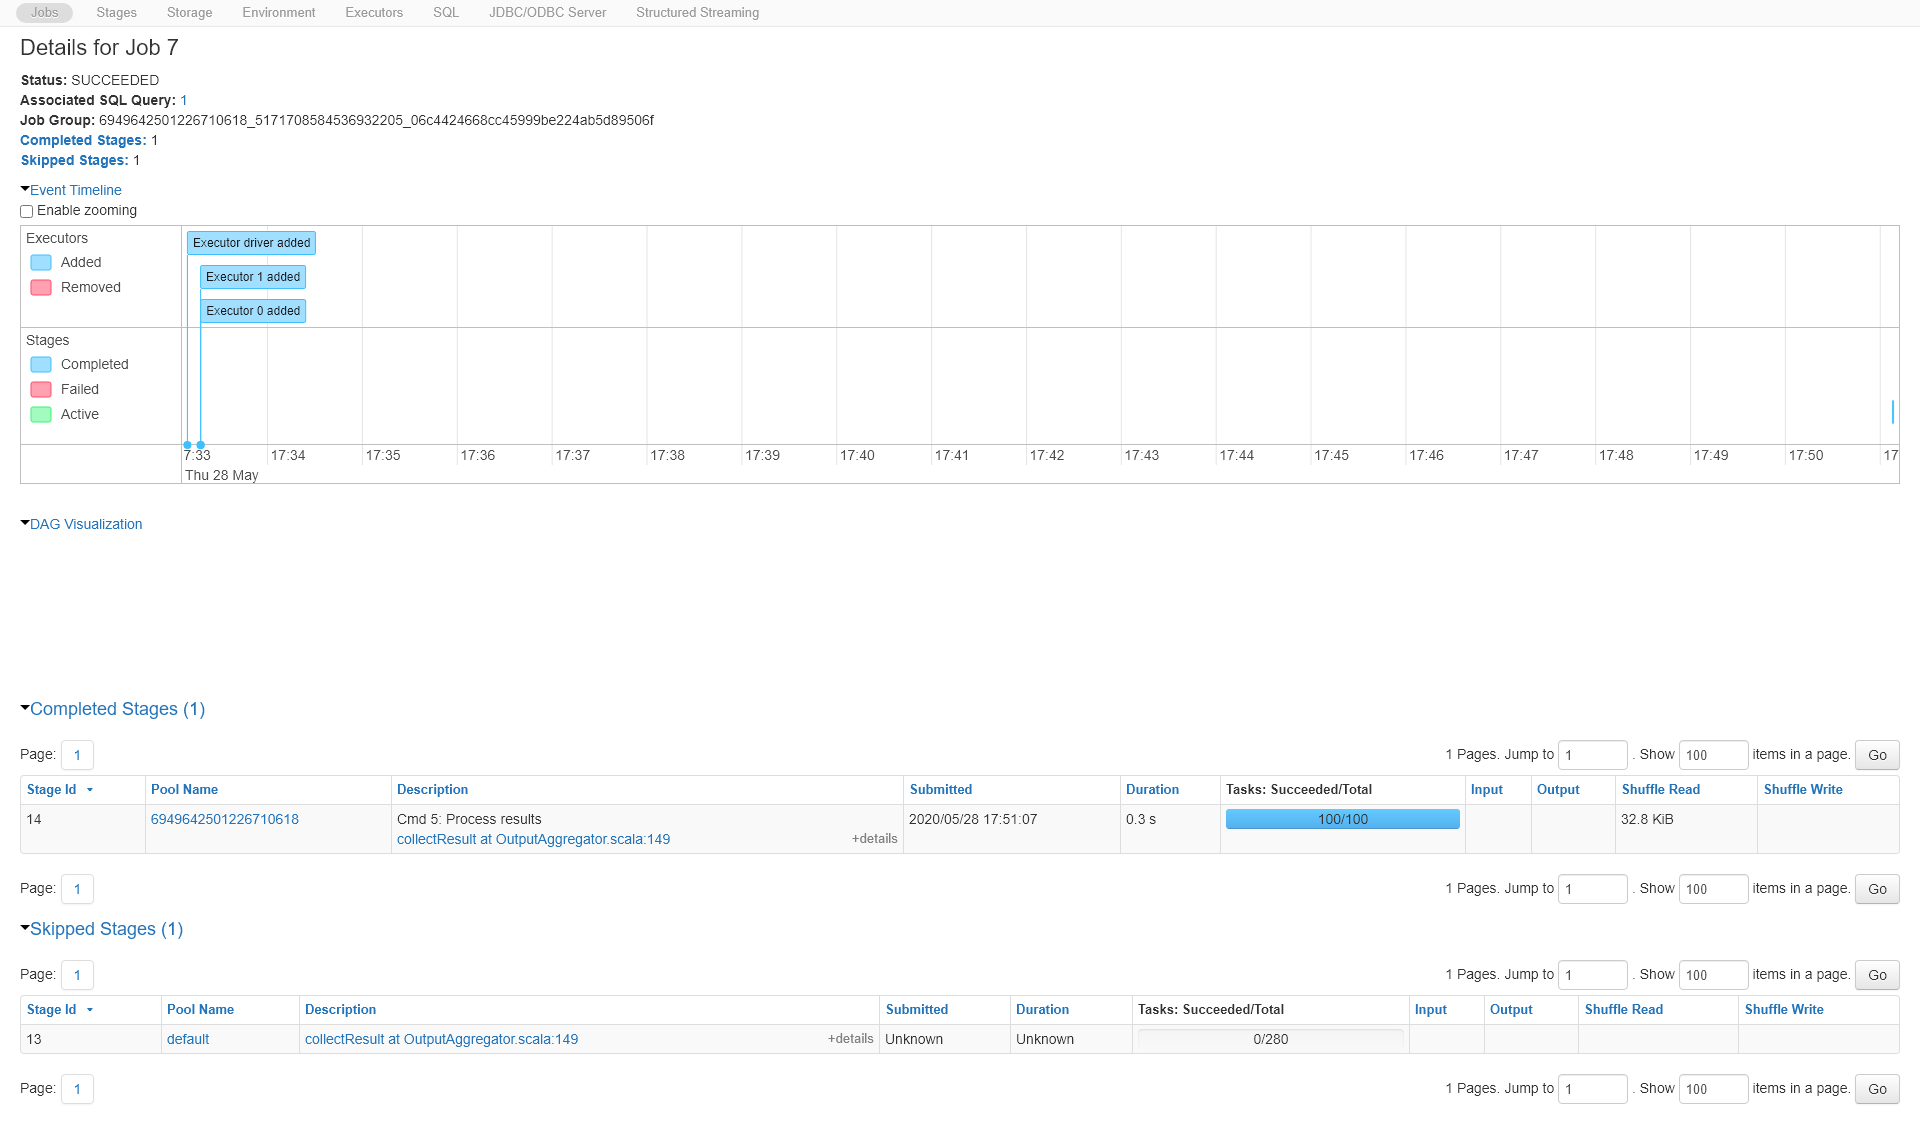 Jobs Stages Storage Environment Executors SQL JDBC/ODBC Server Structured Streaming
Details for Job 7
Status: SUCCEEDED
Associated SQL Query: 1
Job Group: 6949642501226710618_5171708584536932205_06c4424668cc45999be224ab5d89506f
Completed Stages: 1
Skipped Stages: 1
Event Timeline
Enable zooming
Executors
Added
Removed
Executor driver added
Executor 1 added
Executor 0 added
Stages
Completed
Failed
Active
7:33 17:34 17:35 17:36 17:37 17:38 17:39 17:40 17:41 17:42 17:43 17:44 17:45 17:46 17:47 17:48 17:49 17:50 17
Thu 28 May
DAG Visualization
Completed Stages (1)
Page: 1 1 Pages. Jump to 1 . Show 100 items in a page. Go
Stage Id Pool Name Description Submitted Duration Tasks: Succeeded/Total Input Output Shuffle Read Shuffle Write
14 6949642501226710618 Cmd 5: Process results 2020/05/28 17:51:07 0.3 s 100/100 32.8 KiB
collectResult at OutputAggregator.scala:149 +details
Page: 1 1 Pages. Jump to 1 . Show 100 items in a page. Go
Skipped Stages (1)
Page: 1 1 Pages. Jump to 1 . Show 100 items in a page. Go
Stage Id Pool Name Description Submitted Duration Tasks: Succeeded/Total Input Output Shuffle Read Shuffle Write
13 default collectResult at OutputAggregator.scala:149 +details Unknown Unknown 0/280
Page: 1 1 Pages. Jump to 1 . Show 100 items in a page. Go